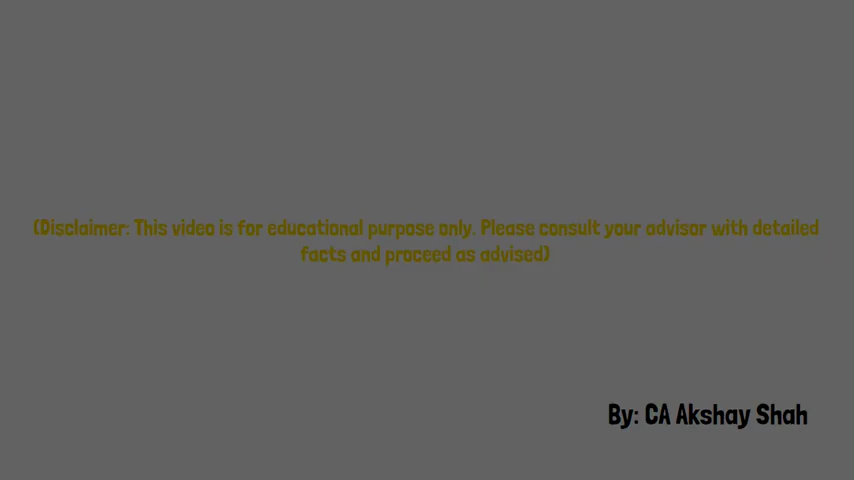 (Disclaimer: This video is for educational purpose only. Please consult your advisor with detailed
facts and proceed as advised)
By: CA Akshay Shah